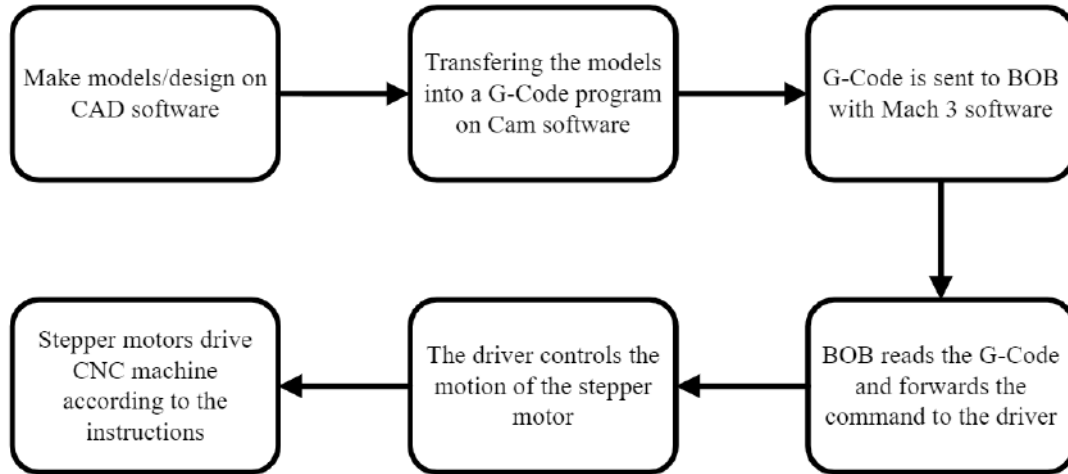 Make models/design on
CAD software
Transfering the models
into a G-Code program
on Cam software
G-Code is sent to BOB
with Mach 3 software
BOB reads the G-Code
and forwards the
command to the driver
The driver controls the
motion of the stepper
motor
Stepper motors drive
CNC machine
according to the
instructions